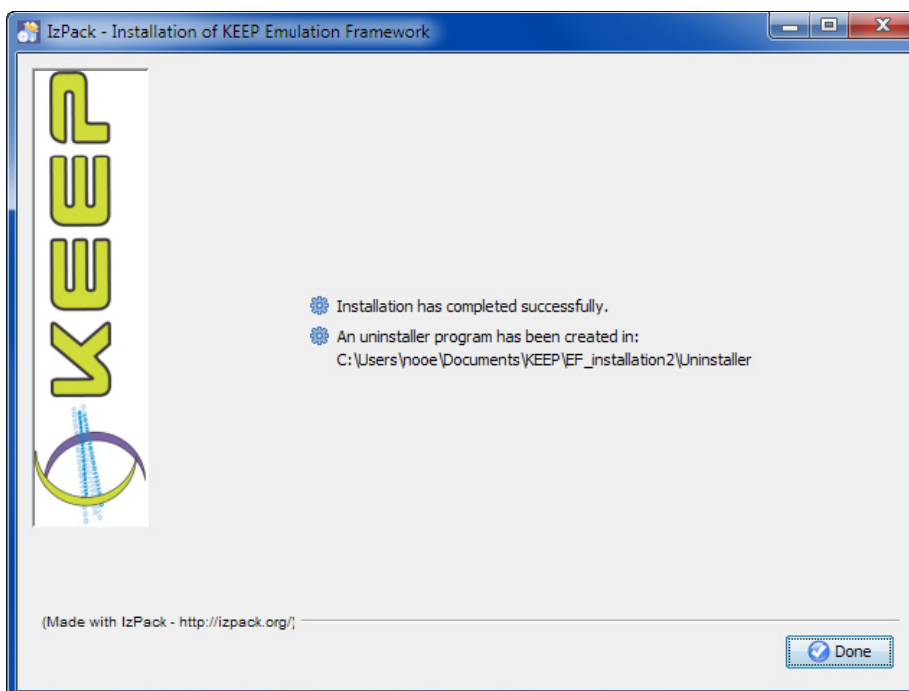 IzPack - Installation of KEEP Emulation Framework
KEEP
Installation has completed successfully.
An uninstaller program has been created in:
C:\Users\nooe\Documents\KEEP\EF_installation2\Uninstaller
(Made with IzPack - http://izpack.org/)
Done